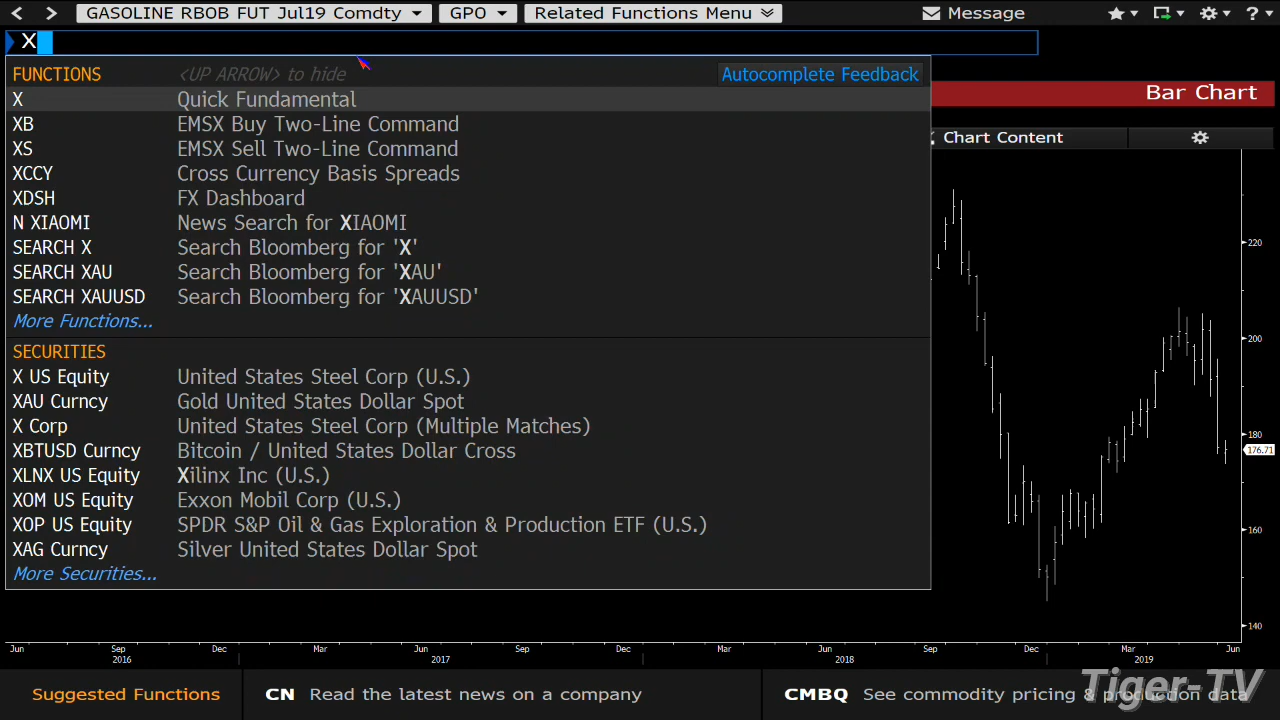 GASOLINE RBOB FUT Jul19 Comdty GPO Related Functions Menu Message ?
X
FUNCTIONS <UP ARROW> to hide Autocomplete Feedback
X Quick Fundamental
Bar Chart
XB EMSX Buy Two-Line Command
Chart Content
XS EMSX Sell Two-Line Command
XCCY Cross Currency Basis Spreads
XDSH FX Dashboard
N XIAOMI News Search for XIAOMI
SEARCH X Search Bloomberg for 'X'
SEARCH XAU Search Bloomberg for 'XAU'
SEARCH XAUUSD Search Bloomberg for 'XAUUSD'
More Functions...
SECURITIES
X US Equity United States Steel Corp (U.S.)
XAU Curncy Gold United States Dollar Spot
X Corp United States Steel Corp (Multiple Matches)
XBTUSD Curncy Bitcoin / United States Dollar Cross
XLNX US Equity Xilinx Inc (U.S.)
XOM US Equity Exxon Mobil Corp (U.S.)
XOP US Equity SPDR S&P Oil & Gas Exploration & Production ETF (U.S.)
XAG Curncy Silver United States Dollar Spot
More Securities...
220
200
180
176.71
160
140
Jun Sep Dec Mar Jun Sep Dec Mar Jun Sep Dec Mar Jun
2016 2017 2018 2019
Suggested Functions CN Read the latest news on a company CMBQ See commodity pricing & production data
Tiger-TV